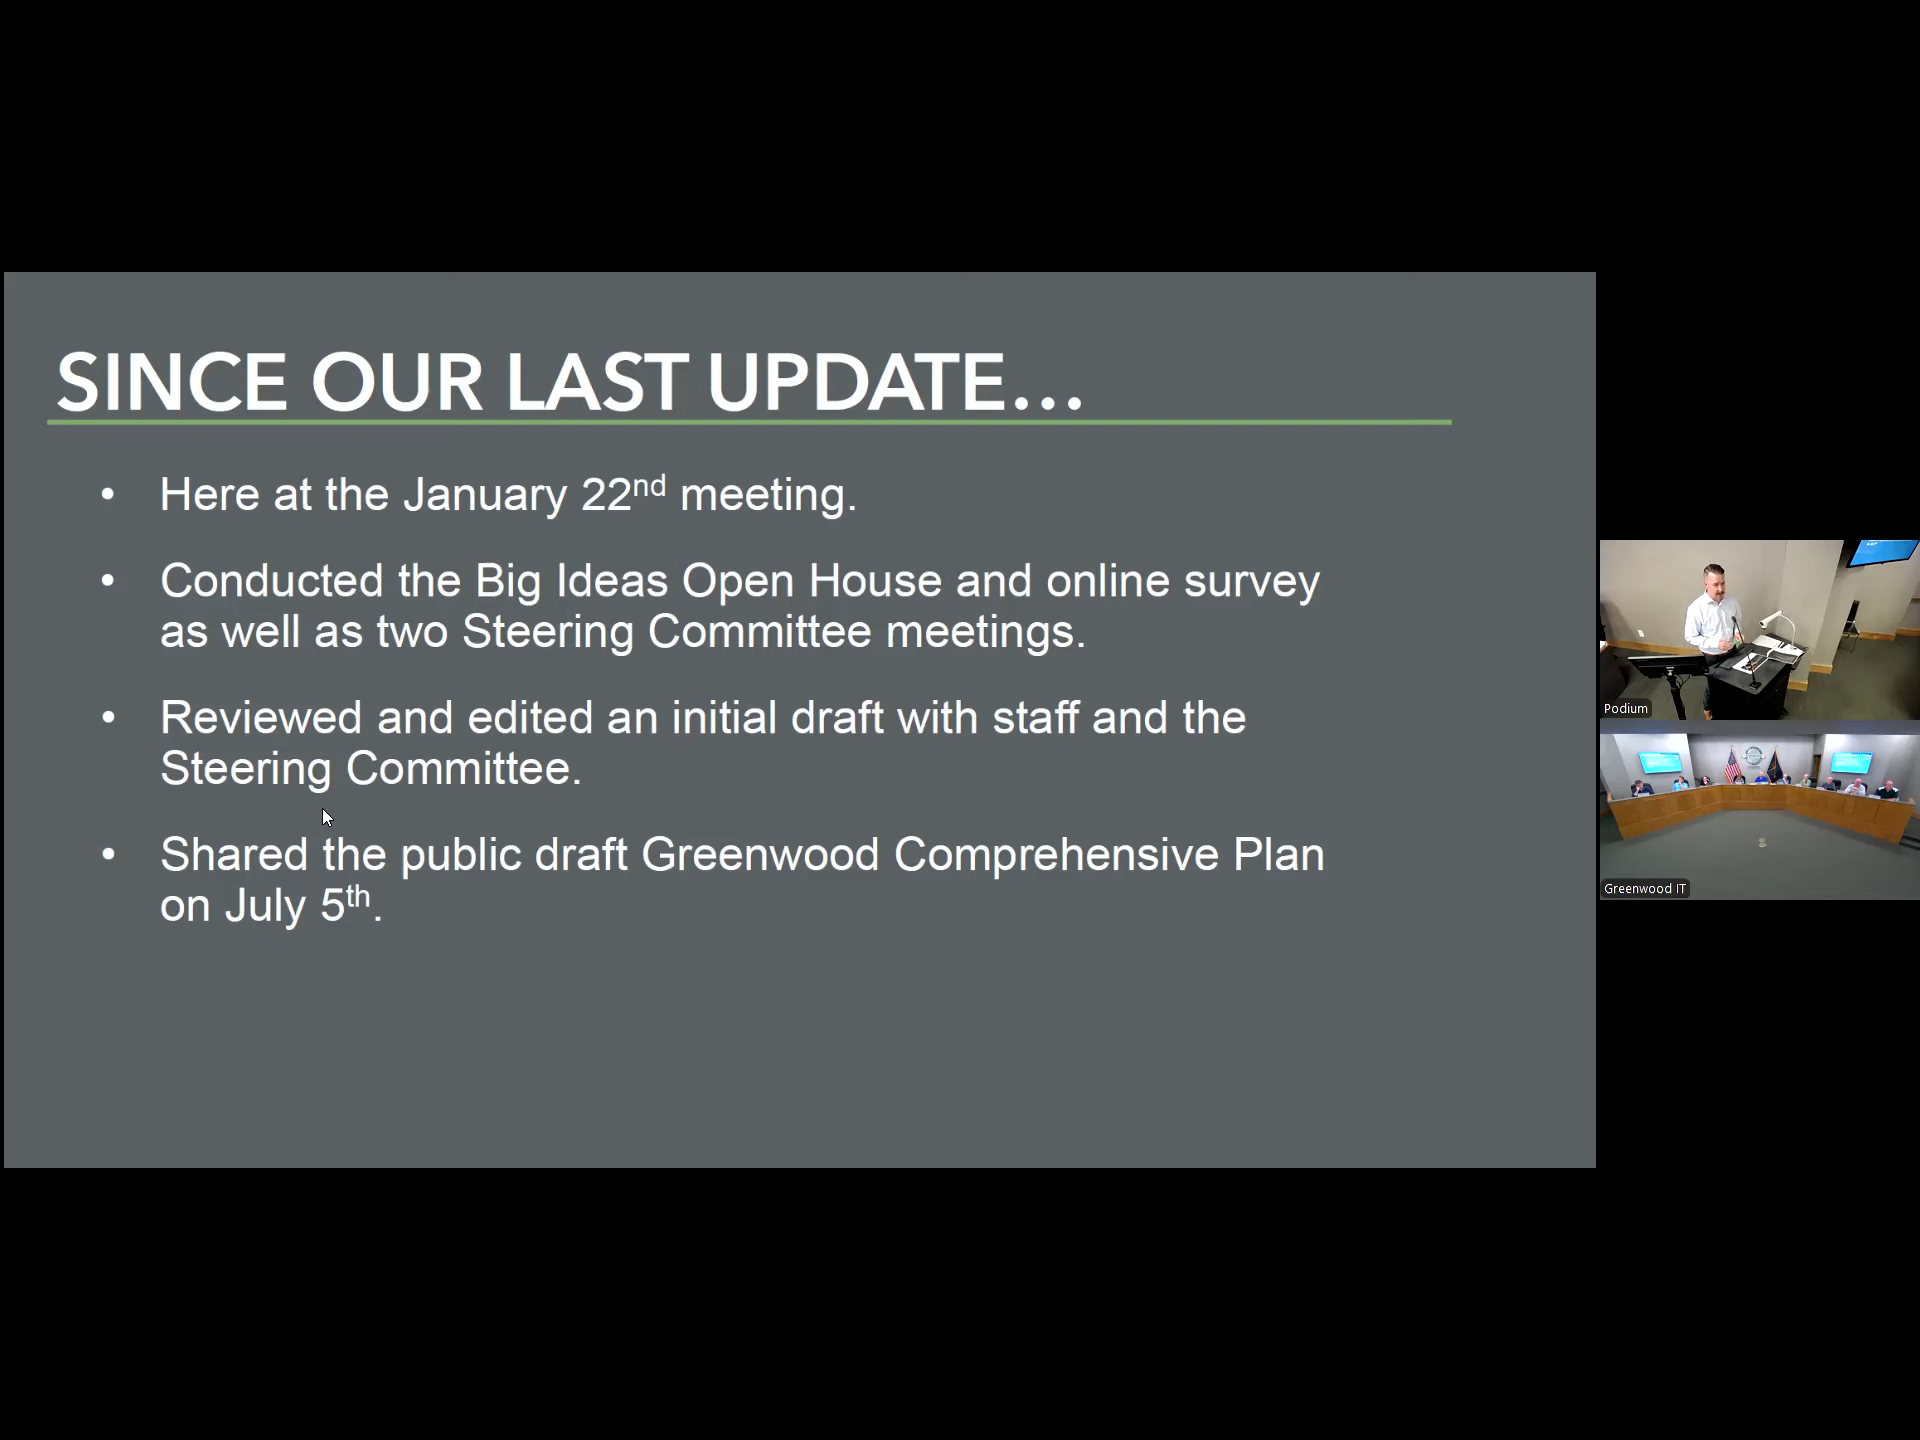 SINCE OUR LAST UPDATE...
• Here at the January 22nd meeting.
• Conducted the Big Ideas Open House and online survey
as well as two Steering Committee meetings.
• Reviewed and edited an initial draft with staff and the
Steering Committee.
• Shared the public draft Greenwood Comprehensive Plan
on July 5th.
Podium
Greenwood IT